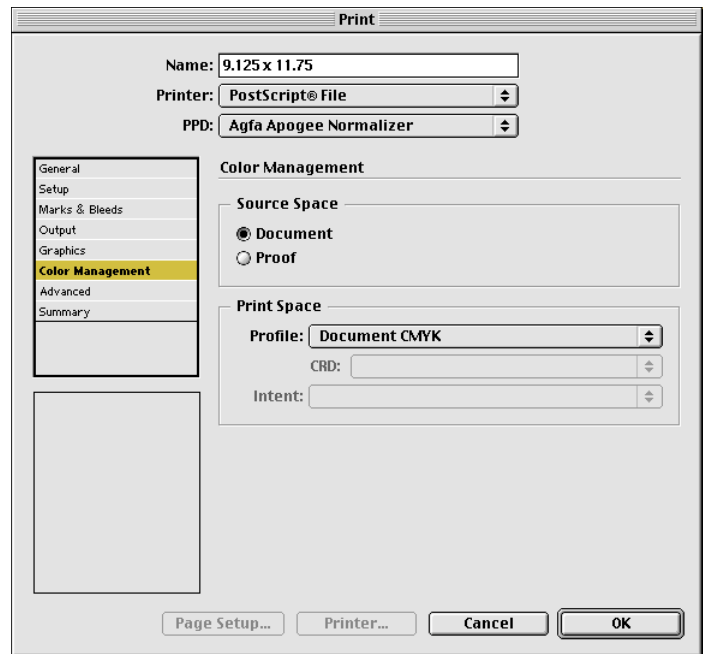 Print
Name: 9.125 x 11.75
Printer: PostScript® File
PPD: Agfa Apogee Normalizer
General
Setup
Marks & Bleeds
Output
Graphics
Color Management
Advanced
Summary
Color Management
Source Space
Document
Proof
Print Space
Profile: Document CMYK
CRD:
Intent:
Page Setup... Printer... Cancel OK